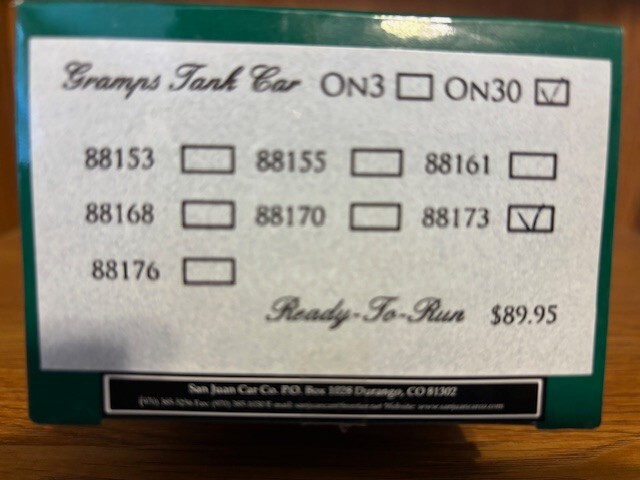 Gramps Tank Car ON3 ON30
88153 88155 88161
88168 88170 88173
88176
Ready-To-Run $89.95
San Juan Car Co. P.O. Box 1028 Durango, CO 81302